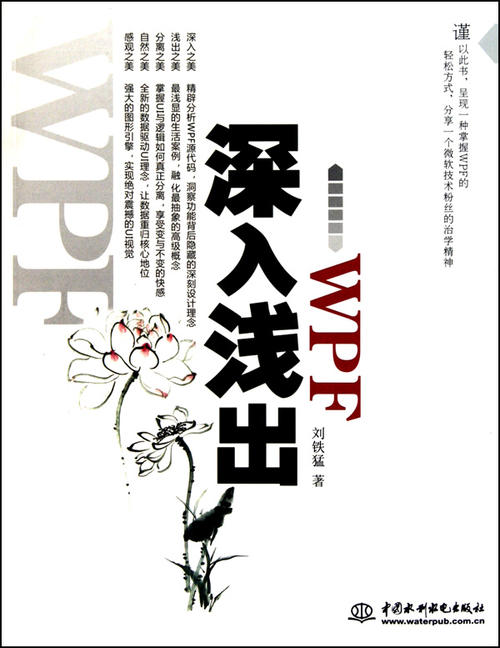 谨以此书，呈现一种掌握WPF的
轻松方式，分享一个微软技术粉丝的治学精神
WPF
深入浅出
刘铁猛 著
深入之美 精辟分析WPF源代码，洞察功能背后隐藏的深刻设计理念
浅出之美 最浅显的生活案例，融化最抽象的高级概念
分离之美 掌握UI与逻辑如何真正分离，享受变与不变的快感
自然之美 全新的数据驱动UI理念，让数据重归核心地位
感观之美 强大的图形引擎，实现绝对震撼的UI视觉
WPF
中国水利水电出版社
www.waterpub.com.cn